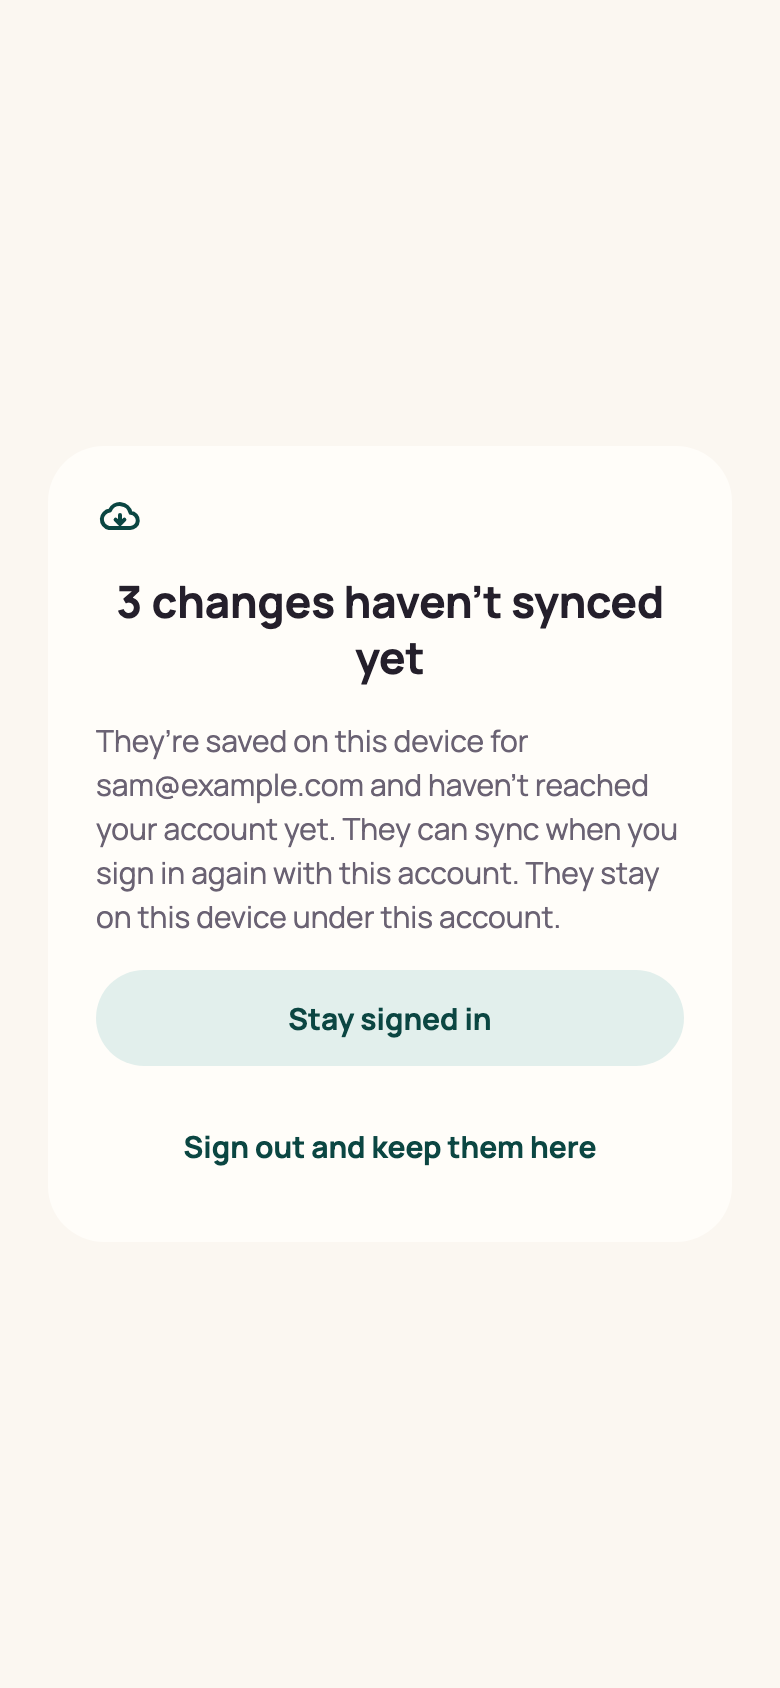 3 changes haven’t synced
yet
They’re saved on this device for
sam@example.com and haven’t reached
your account yet. They can sync when you
sign in again with this account. They stay
on this device under this account.
Stay signed in
Sign out and keep them here